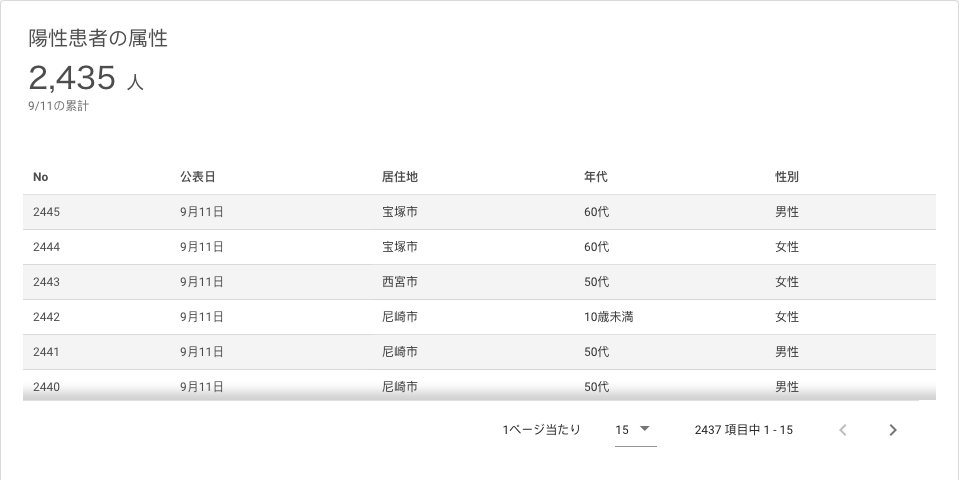 陽性患者の属性
2,435 人
9/11の累計
No 公表日 居住地 年代 性別
2445 9月11日 宝塚市 60代 男性
2444 9月11日 宝塚市 60代 女性
2443 9月11日 西宮市 50代 女性
2442 9月11日 尼崎市 10歳未満 女性
2441 9月11日 尼崎市 50代 男性
2440 9月11日 尼崎市 50代 男性
1ページ当たり 15 2437 項目中 1 - 15